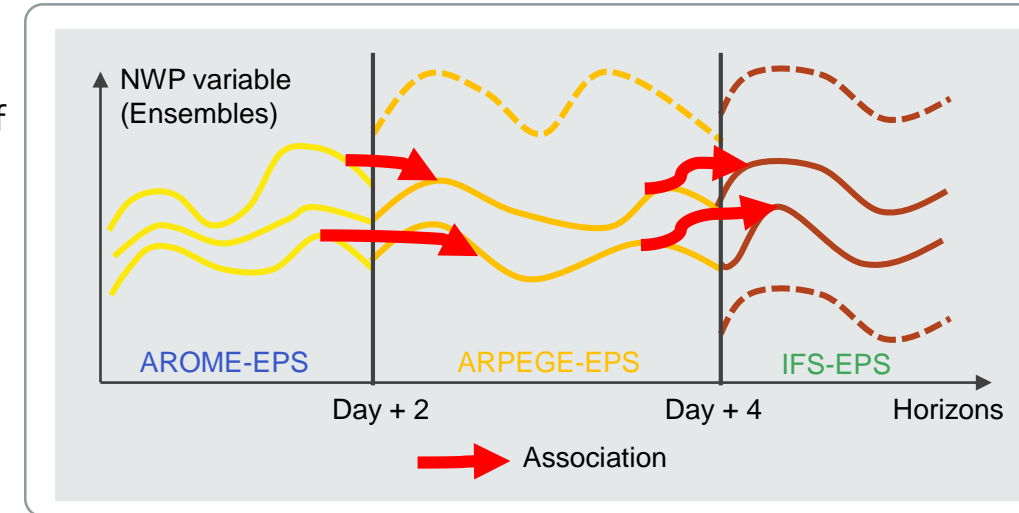 f
NWP variable
(Ensembles)
AROME-EPS
ARPEGE-EPS
IFS-EPS
Day + 2
Day + 4
Horizons
Association